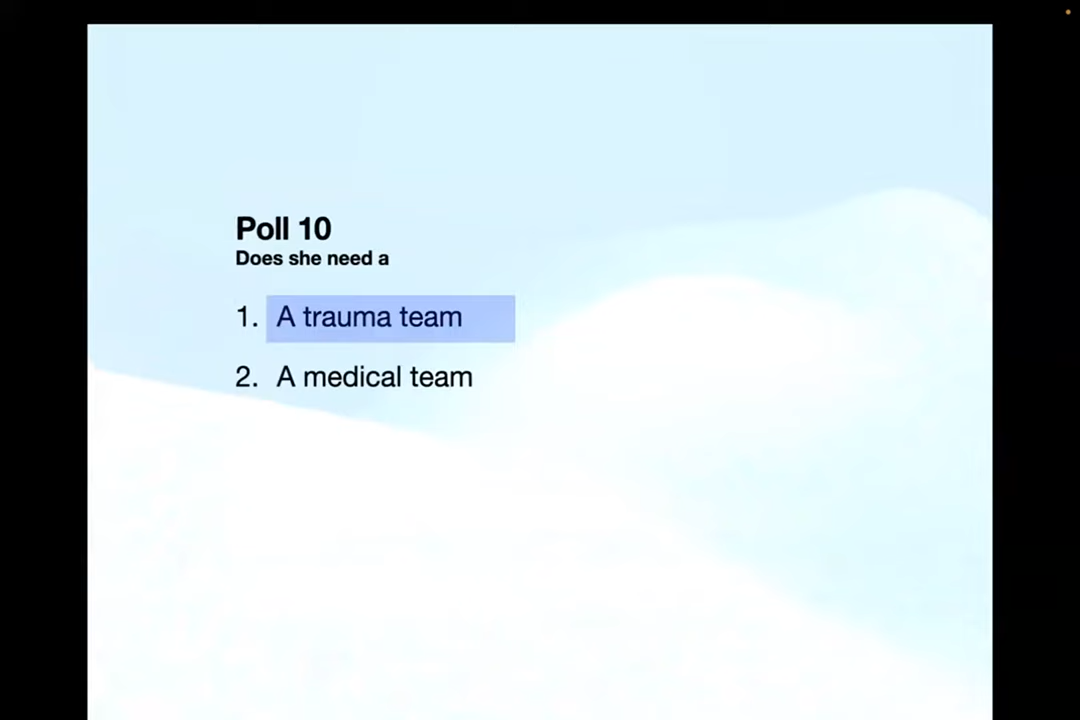 Poll 10
Does she need a
1. A trauma team
2. A medical team